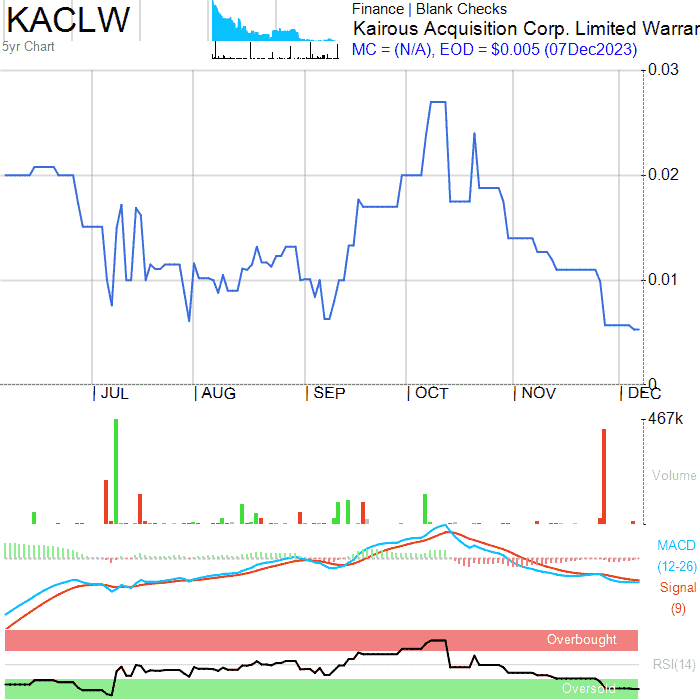 KACLW
5yr Chart
Finance | Blank Checks
Kairous Acquisition Corp. Limited Warrar
MC = (N/A), EOD = $0.005 (07Dec2023)
0.03
0.02
0.01
0
JUL AUG SEP OCT NOV DEC
467k
Volume
MACD
(12-26)
Signal
(9)
Overbought
RSI(14)
Oversold